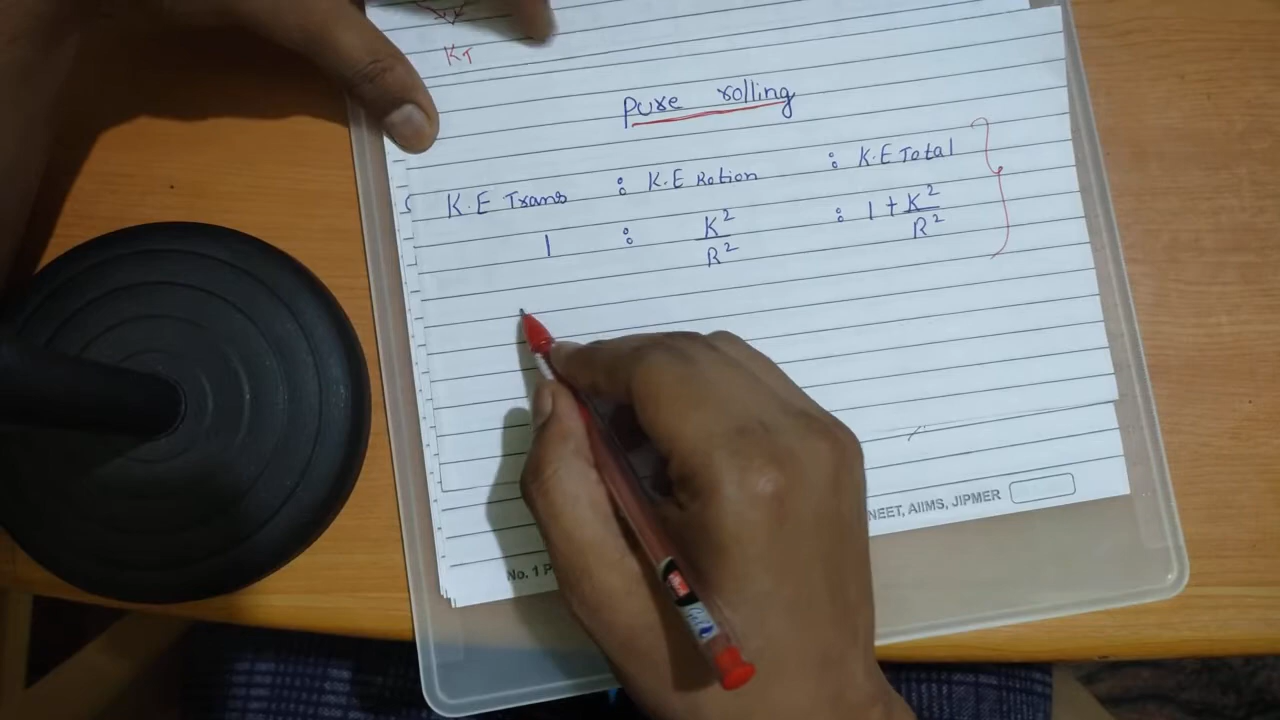 KT
Pure rolling
K.E Trans : K.E Rotion : K.E Total
1 : K²/R² : 1 + K²/R²
NEET, AIIMS, JIPMER
No. 1